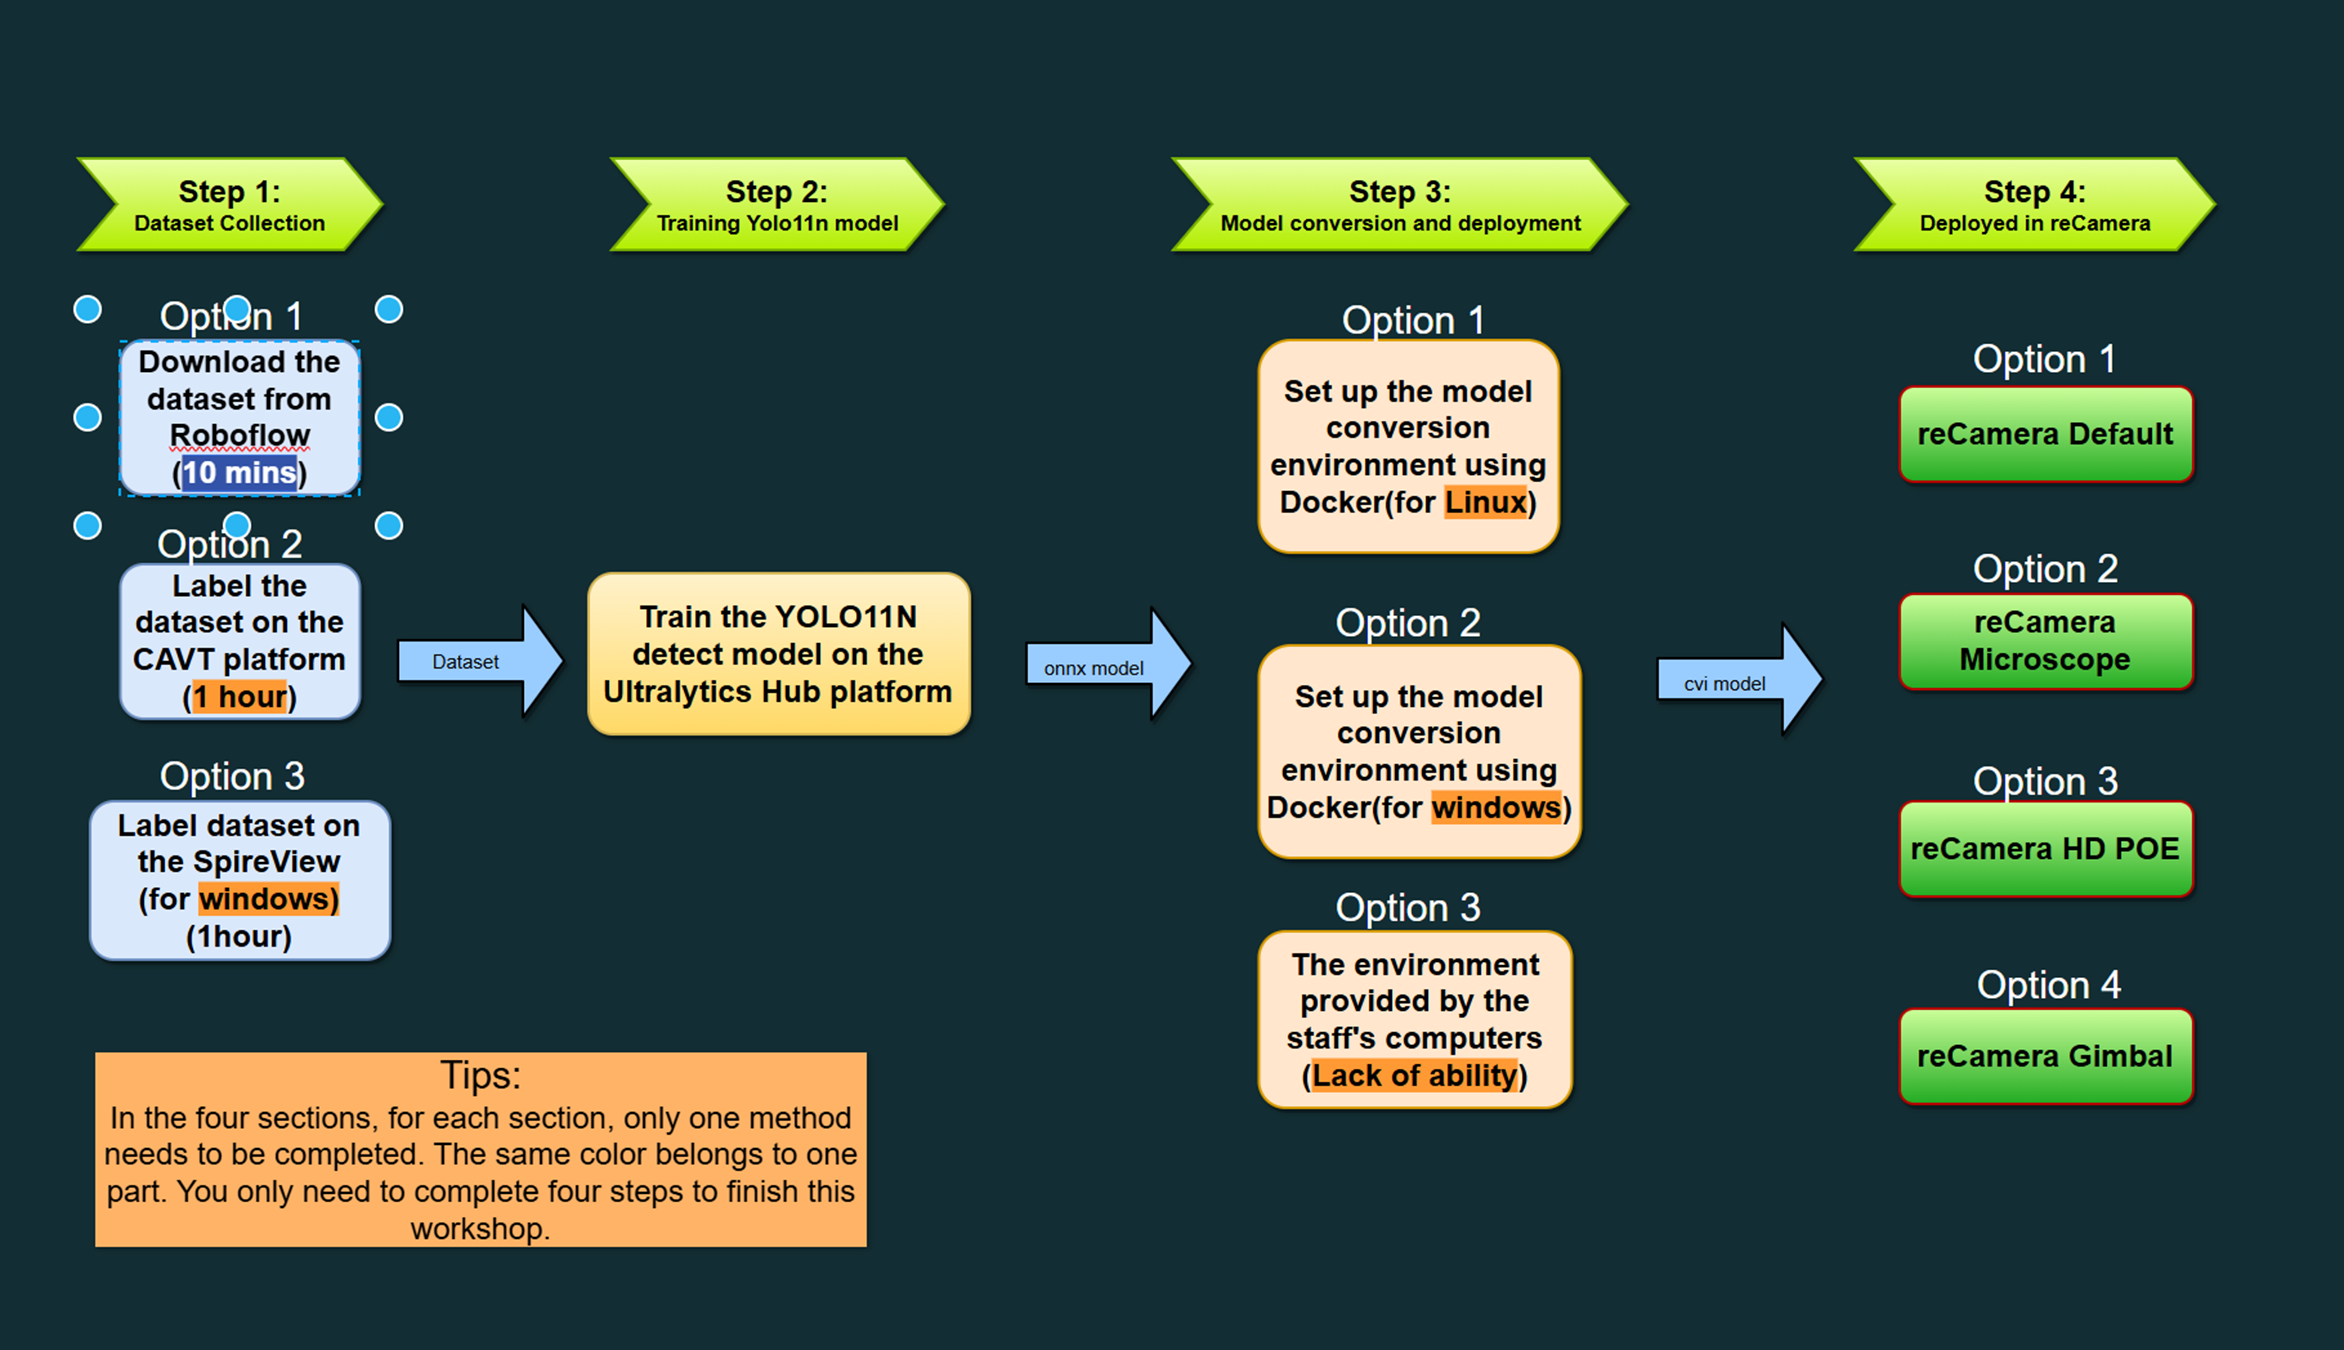 Step 1:
Dataset Collection
Option 1
Download the
dataset from
Roboflow
(10 mins)
Option 2
Label the
dataset on the
CAVT platform
(1 hour)
Option 3
Label dataset on
the SpireView
(for windows)
(1hour)
Dataset
Step 2:
Training Yolo11n model
Train the YOLO11N
detect model on the
Ultralytics Hub platform
onnx model
Step 3:
Model conversion and deployment
Option 1
Set up the model
conversion
environment using
Docker(for Linux)
Option 2
Set up the model
conversion
environment using
Docker(for windows)
Option 3
The environment
provided by the
staff's computers
(Lack of ability)
cvi model
Step 4:
Deployed in reCamera
Option 1
reCamera Default
Option 2
reCamera
Microscope
Option 3
reCamera HD POE
Option 4
reCamera Gimbal
Tips:
In the four sections, for each section, only one method
needs to be completed. The same color belongs to one
part. You only need to complete four steps to finish this
workshop.